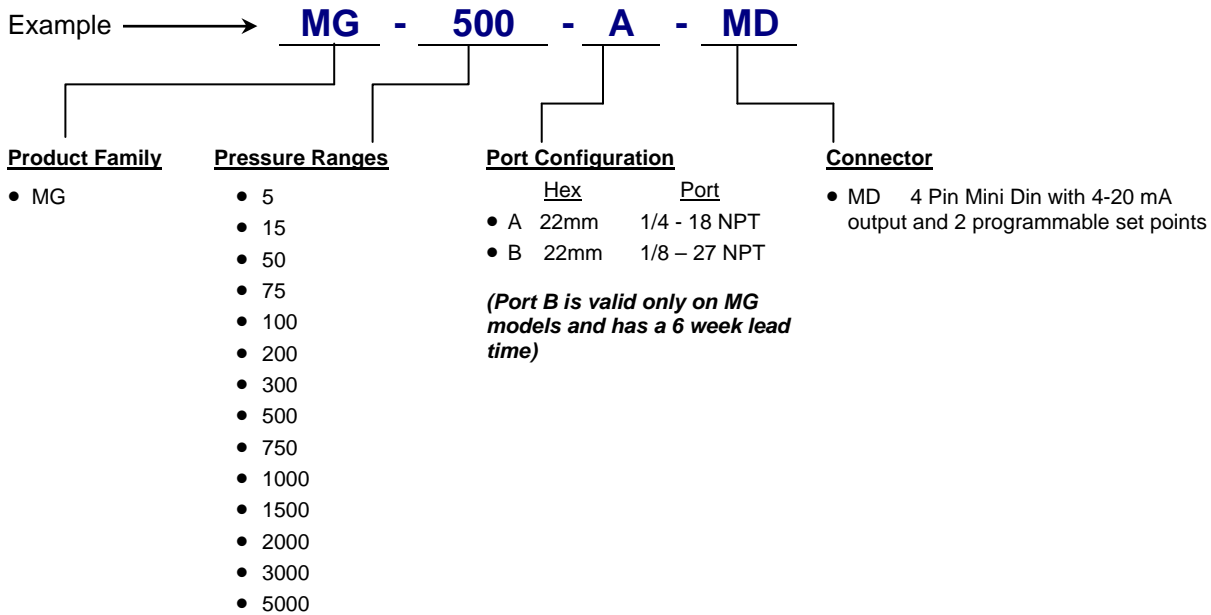 Example MG - 500 - A - MD
Product Family
• MG
Pressure Ranges
• 5
• 15
• 50
• 75
• 100
• 200
• 300
• 500
• 750
• 1000
• 1500
• 2000
• 3000
• 5000
Port Configuration
Hex Port
• A 22mm 1/4 - 18 NPT
• B 22mm 1/8 – 27 NPT
(Port B is valid only on MG
models and has a 6 week lead
time)
Connector
• MD 4 Pin Mini Din with 4-20 mA
output and 2 programmable set points